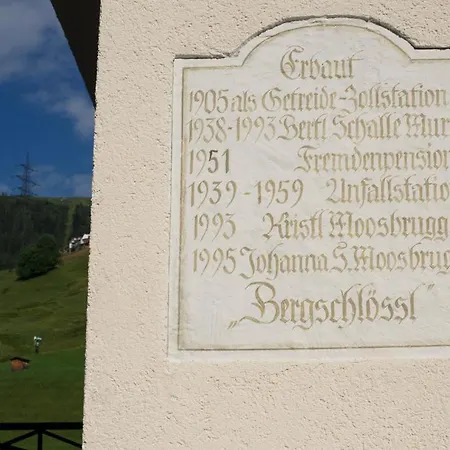 Erbaut
1905 als Getreide-Zollstation
1938-1993 Bertl Schalle Mur
1951 Fremdenpension
1939-1959 Unfallstatio
1993 Kristl Moosbrugg
1995 Johanna S. Moosbrug
„Bergschlössl"